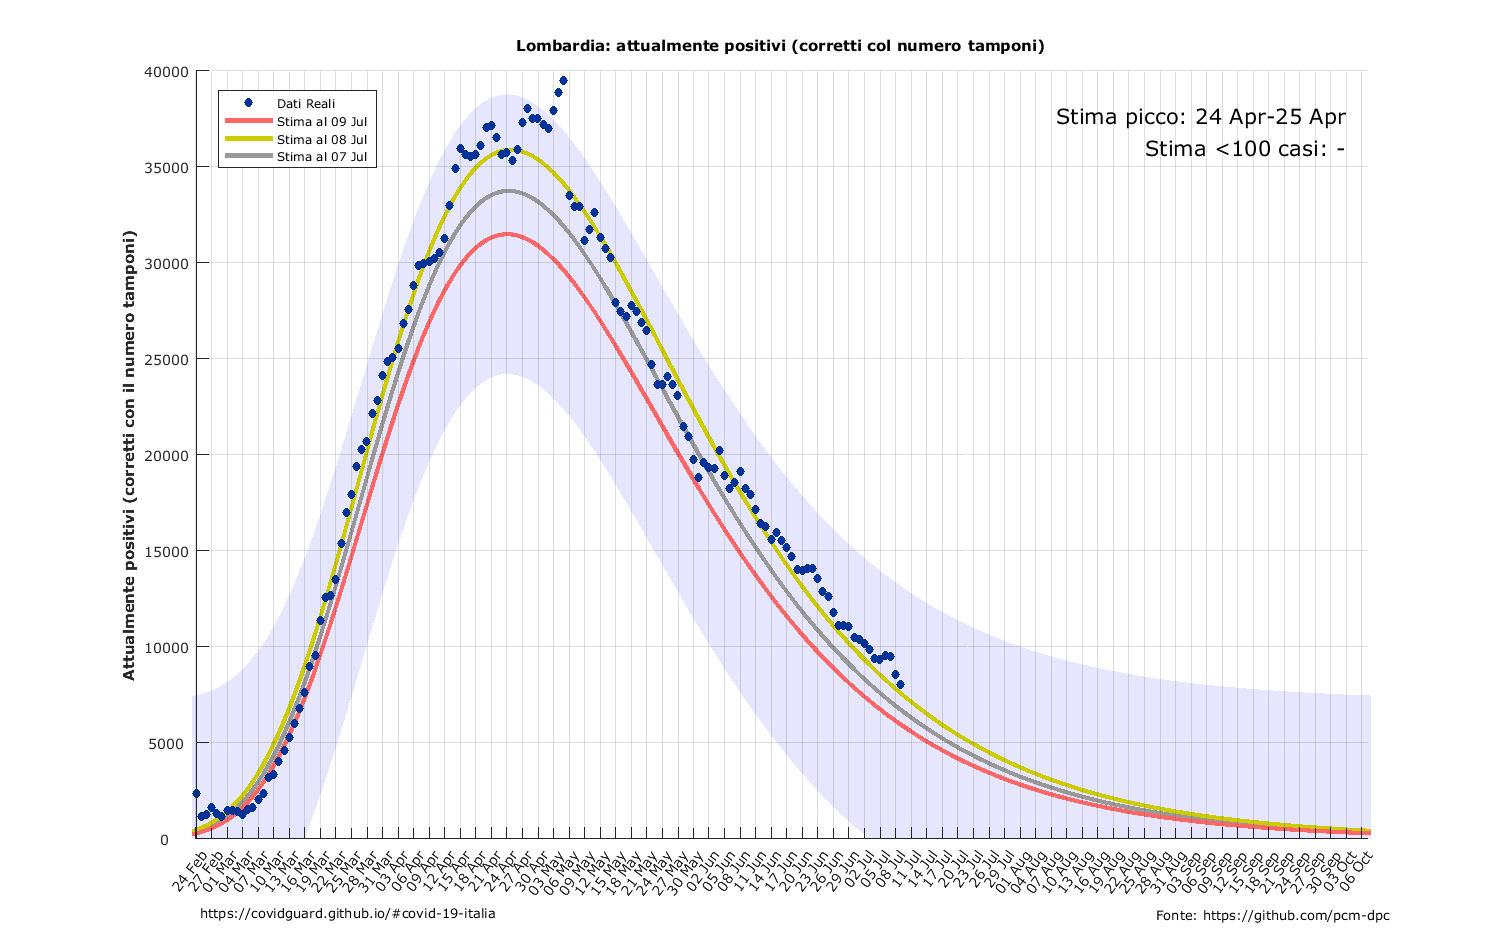 Lombardia: attualmente positivi (corretti col numero tamponi)
Attualmente positivi (corretti con il numero tamponi)
40000
35000
30000
25000
20000
15000
10000
5000
0
Dati Reali
Stima al 09 Jul
Stima al 08 Jul
Stima al 07 Jul
Stima picco: 24 Apr-25 Apr
Stima <100 casi: -
24 Feb
27 Feb
01 Mar
04 Mar
07 Mar
10 Mar
13 Mar
16 Mar
19 Mar
22 Mar
25 Mar
28 Mar
31 Mar
03 Apr
06 Apr
09 Apr
12 Apr
15 Apr
18 Apr
21 Apr
24 Apr
27 Apr
30 Apr
03 May
06 May
09 May
12 May
15 May
18 May
21 May
24 May
27 May
30 May
02 Jun
05 Jun
08 Jun
11 Jun
14 Jun
17 Jun
20 Jun
23 Jun
26 Jun
29 Jun
02 Jul
05 Jul
08 Jul
11 Jul
14 Jul
17 Jul
20 Jul
23 Jul
26 Jul
29 Jul
01 Aug
04 Aug
07 Aug
10 Aug
13 Aug
16 Aug
19 Aug
22 Aug
25 Aug
28 Aug
31 Aug
03 Sep
06 Sep
09 Sep
12 Sep
15 Sep
18 Sep
21 Sep
24 Sep
27 Sep
30 Sep
03 Oct
06 Oct
https://covidguard.github.io/#covid-19-italia
Fonte: https://github.com/pcm-dpc